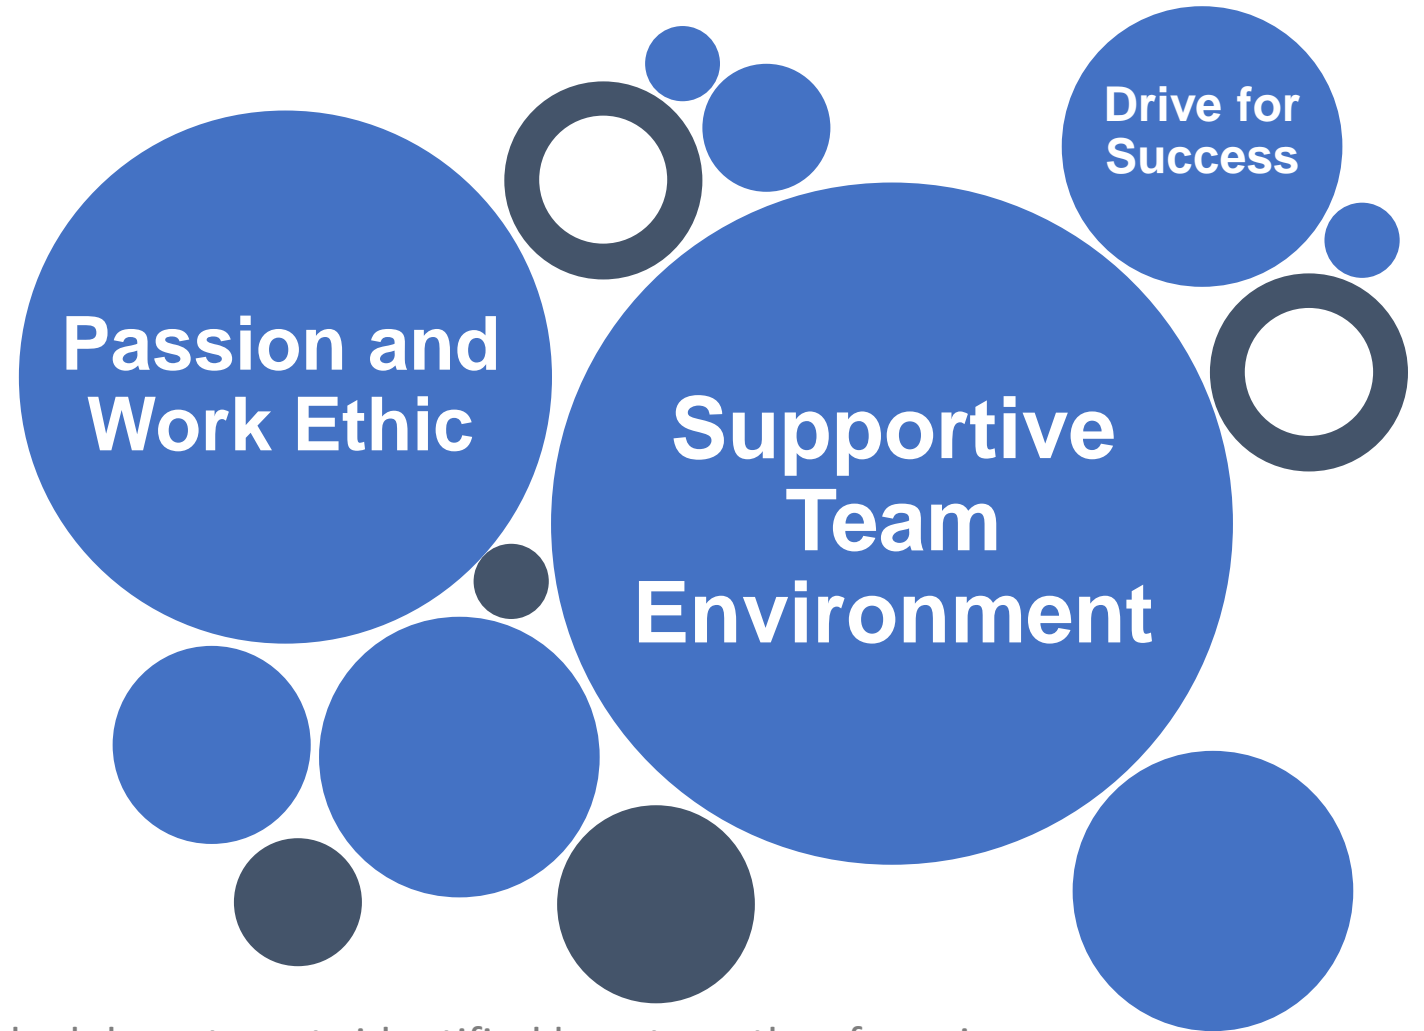 Drive for
Success
Passion and
Work Ethic
Supportive
Team
Environment